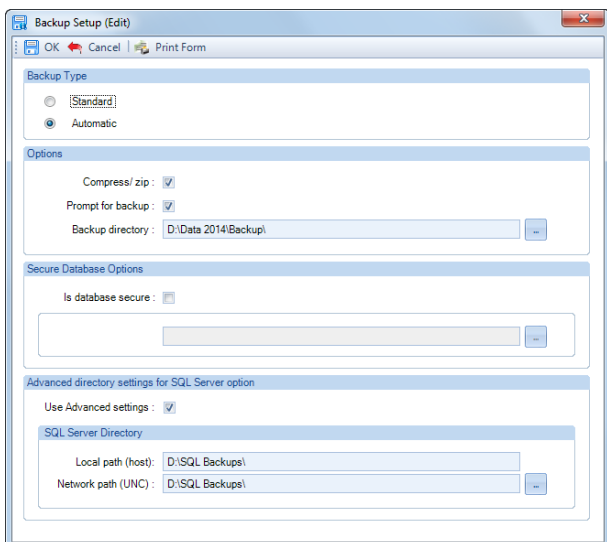 Backup Setup (Edit)
OK Cancel Print Form
Backup Type
Standard
Automatic
Options
Compress/ zip :
Prompt for backup :
Backup directory : D:\Data 2014\Backup\ ...
Secure Database Options
Is database secure :
...
Advanced directory settings for SQL Server option
Use Advanced settings :
SQL Server Directory
Local path (host): D:\SQL Backups\
Network path (UNC) : D:\SQL Backups\ ...